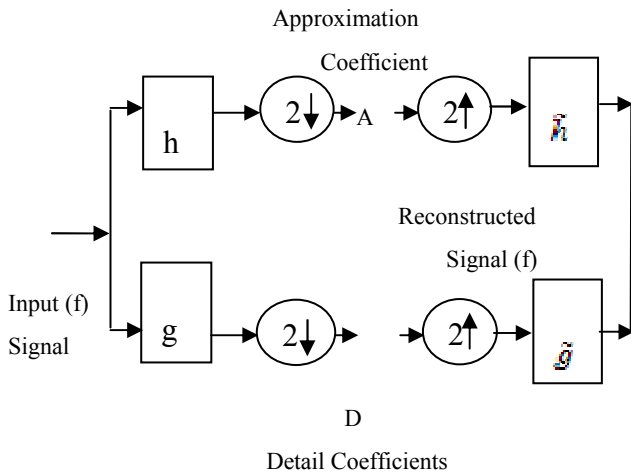 Approximation
Coefficient
h
2↓
A
2↑
h̃
Reconstructed
Signal (f)
Input (f)
Signal
g
2↓
2↑
g̃
D
Detail Coefficients